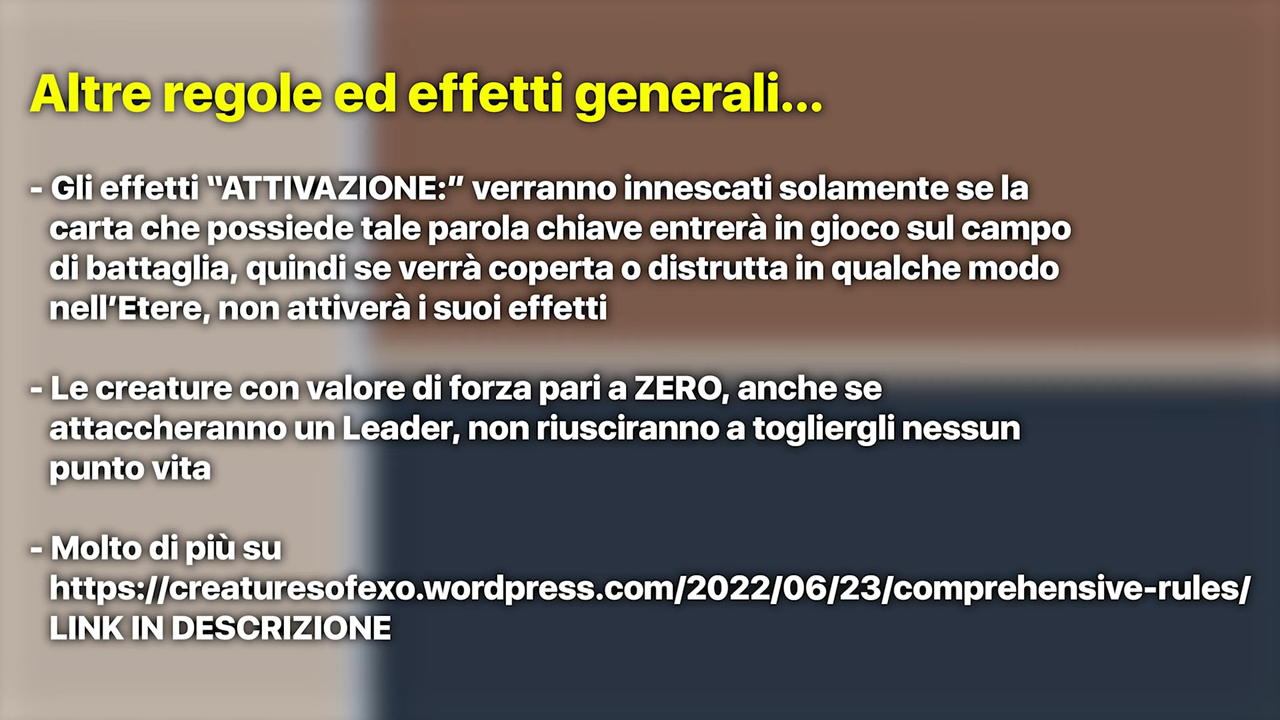 Altre regole ed effetti generali...
- Gli effetti “ATTIVAZIONE:” verranno innescati solamente se la
carta che possiede tale parola chiave entrerà in gioco sul campo
di battaglia, quindi se verrà coperta o distrutta in qualche modo
nell’Etere, non attiverà i suoi effetti
- Le creature con valore di forza pari a ZERO, anche se
attaccheranno un Leader, non riusciranno a togliergli nessun
punto vita
- Molto di più su
https://creaturesofexo.wordpress.com/2022/06/23/comprehensive-rules/
LINK IN DESCRIZIONE